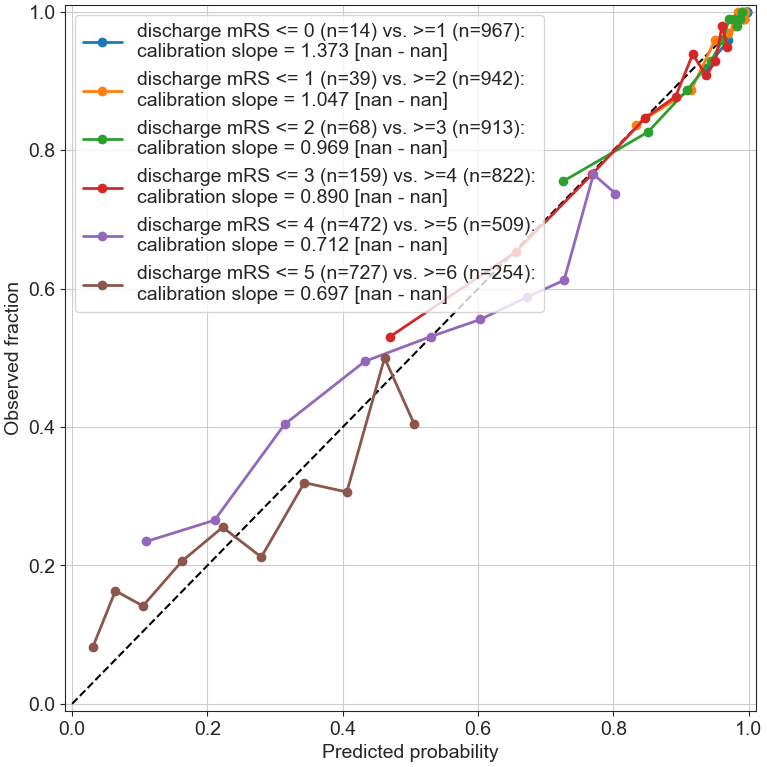 discharge mRS <= 0 (n=14) vs. >=1 (n=967):
calibration slope = 1.373 [nan - nan]
discharge mRS <= 1 (n=39) vs. >=2 (n=942):
calibration slope = 1.047 [nan - nan]
discharge mRS <= 2 (n=68) vs. >=3 (n=913):
calibration slope = 0.969 [nan - nan]
discharge mRS <= 3 (n=159) vs. >=4 (n=822):
calibration slope = 0.890 [nan - nan]
discharge mRS <= 4 (n=472) vs. >=5 (n=509):
calibration slope = 0.712 [nan - nan]
discharge mRS <= 5 (n=727) vs. >=6 (n=254):
calibration slope = 0.697 [nan - nan]
1.0
0.8
0.6
0.4
0.2
0.0
Observed fraction
0.0 0.2 0.4 0.6 0.8 1.0
Predicted probability